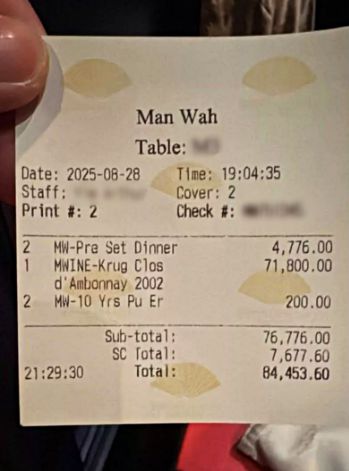 Man Wah
Table:
Date: 2025-08-28 Time: 19:04:35
Staff: Cover: 2
Print #: 2 Check #:
2 MW-Pre Set Dinner 4,776.00
1 MWINE-Krug Clos 71,800.00
d'Ambonnay 2002
2 MW-10 Yrs Pu Er 200.00
Sub-total: 76,776.00
SC Total: 7,677.60
21:29:30 Total: 84,453.60